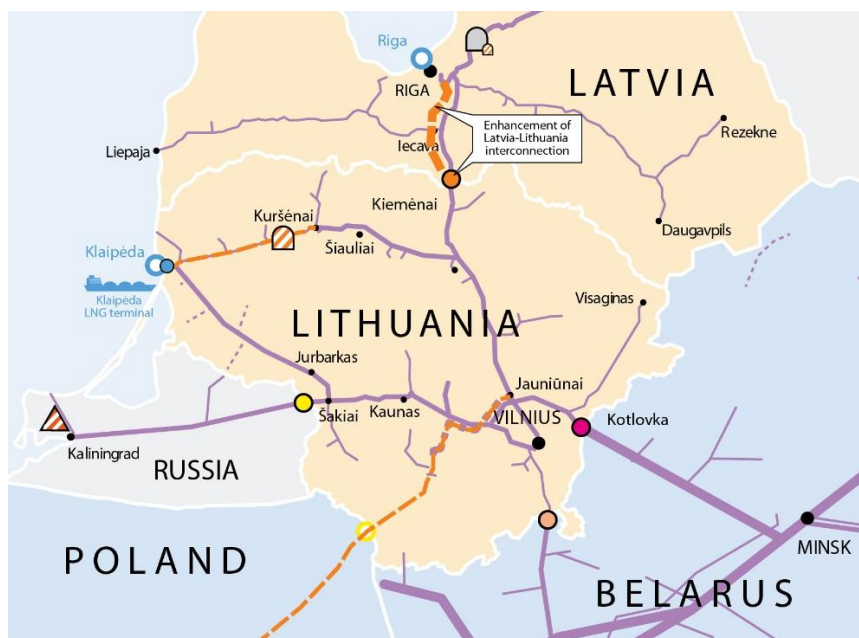 Riga
RIGA
LATVIA
Enhancement of
Latvia-Lithuania
interconnection
Iecava
Rezekne
Liepaja
Kiemėnai
Daugavpils
Kuršėnai
Šiauliai
Klaipėda
Klaipėda
LNG terminal
Visaginas
LITHUANIA
Jurbarkas
Jauniūnai
Šakiai
Kaunas
VILNIUS
Kotlovka
Kaliningrad
RUSSIA
POLAND
MINSK
BELARUS